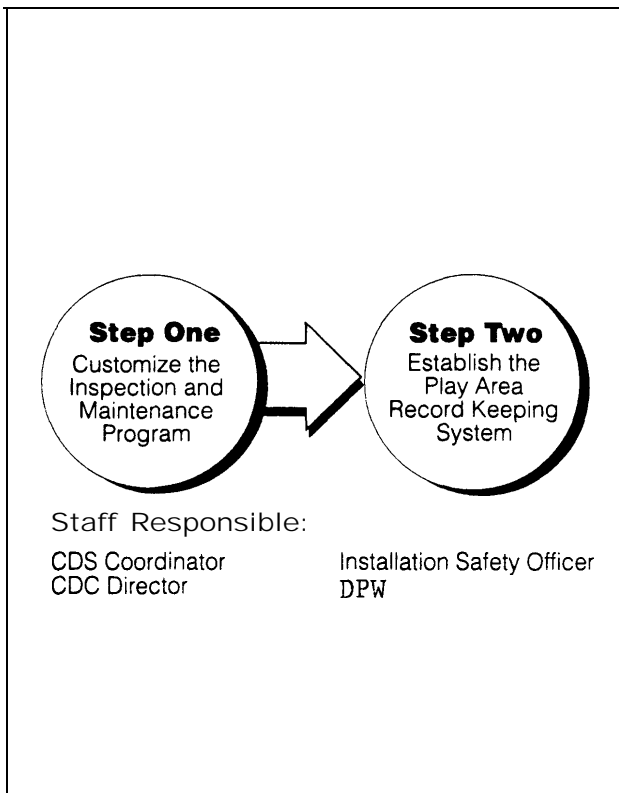 Step One
Customize the
Inspection and
Maintenance
Program
Step Two
Establish the
Play Area
Record Keeping
System
Staff Responsible:
CDS Coordinator
CDC Director
Installation Safety Officer
DPW